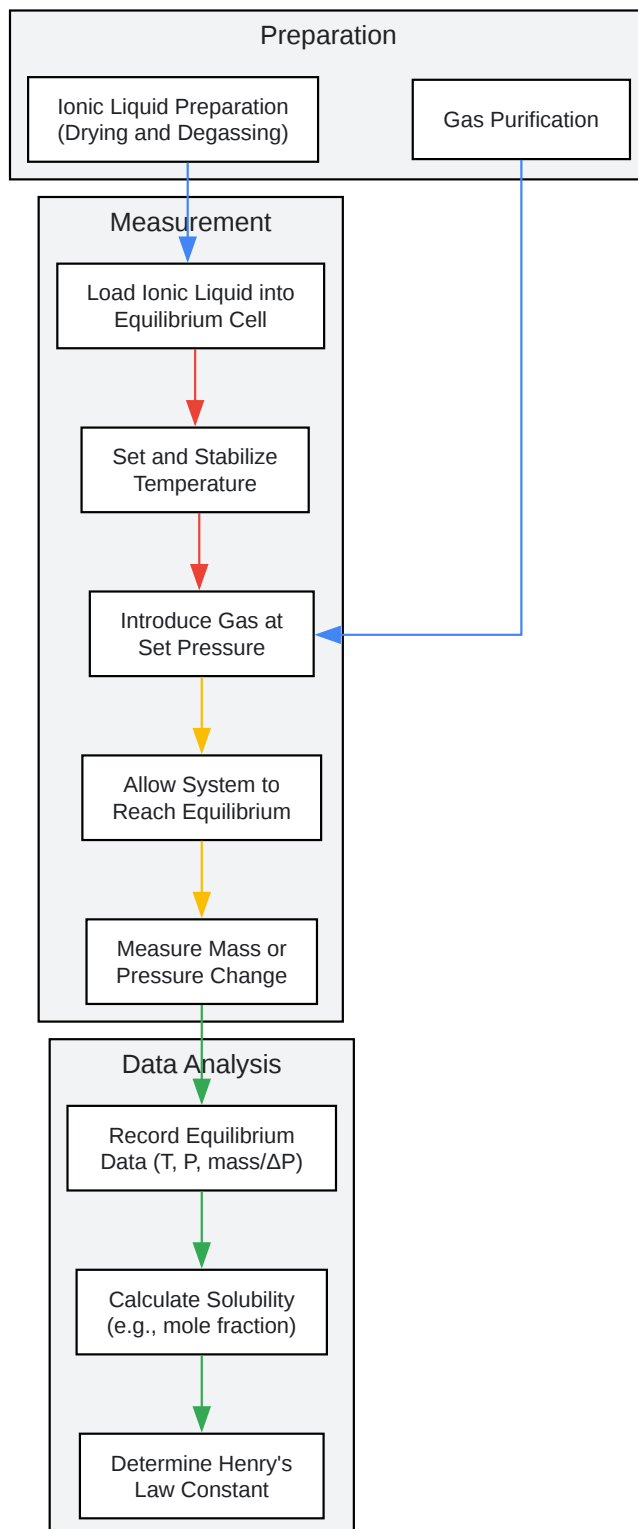 Preparation
Ionic Liquid Preparation
(Drying and Degassing)
Gas Purification
Measurement
Load Ionic Liquid into
Equilibrium Cell
Set and Stabilize
Temperature
Introduce Gas at
Set Pressure
Allow System to
Reach Equilibrium
Measure Mass or
Pressure Change
Data Analysis
Record Equilibrium
Data (T, P, mass/ΔP)
Calculate Solubility
(e.g., mole fraction)
Determine Henry's
Law Constant